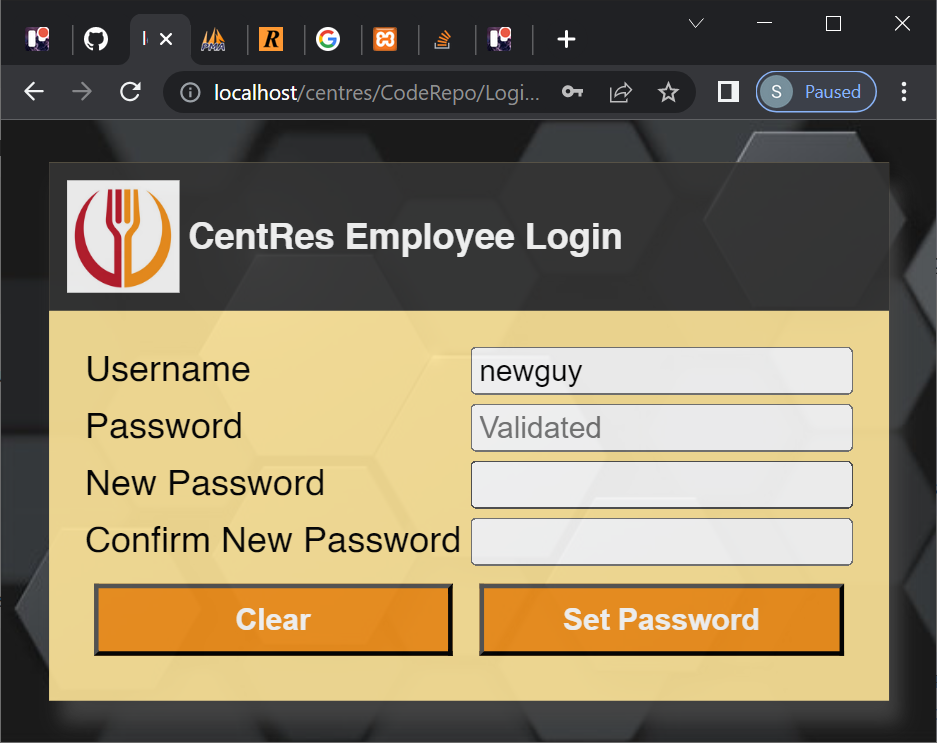 PMA
R
G
localhost/centres/CodeRepo/Logi...
S
Paused
CentRes Employee Login
Username
newguy
Password
Validated
New Password
Confirm New Password
Clear
Set Password